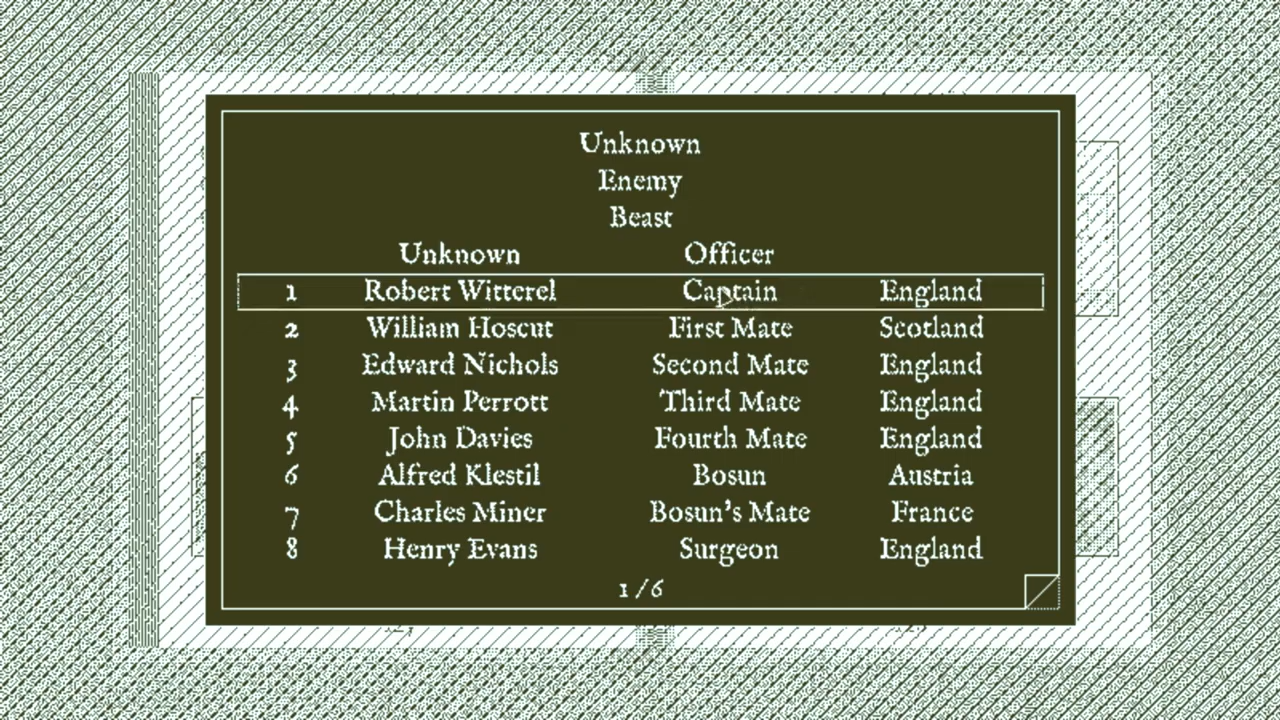 Unknown
Enemy
Beast
Unknown Officer
1 Robert Witterel Captain England
2 William Hoscut First Mate Scotland
3 Edward Nichols Second Mate England
4 Martin Perrott Third Mate England
5 John Davies Fourth Mate England
6 Alfred Klestil Bosun Austria
7 Charles Miner Bosun's Mate France
8 Henry Evans Surgeon England
1/6